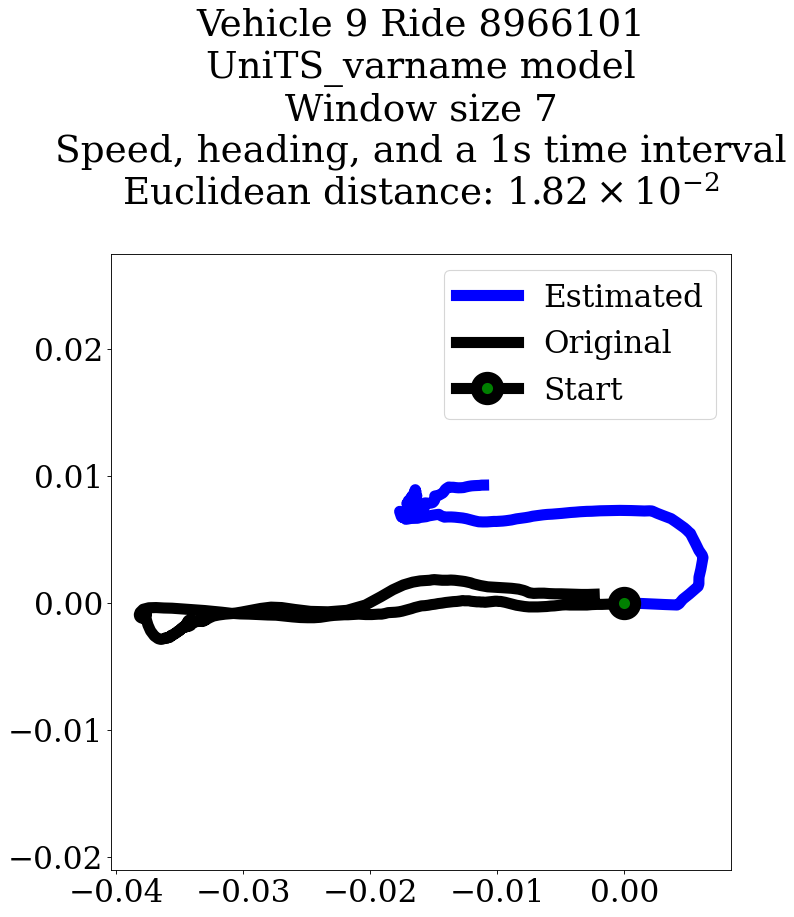 Vehicle 9 Ride 8966101
UniTS_varname model
Window size 7
Speed, heading, and a 1s time interval
Euclidean distance: 1.82 × 10⁻²
Estimated
Original
Start
0.02
0.01
0.00
−0.01
−0.02
−0.04 −0.03 −0.02 −0.01 0.00